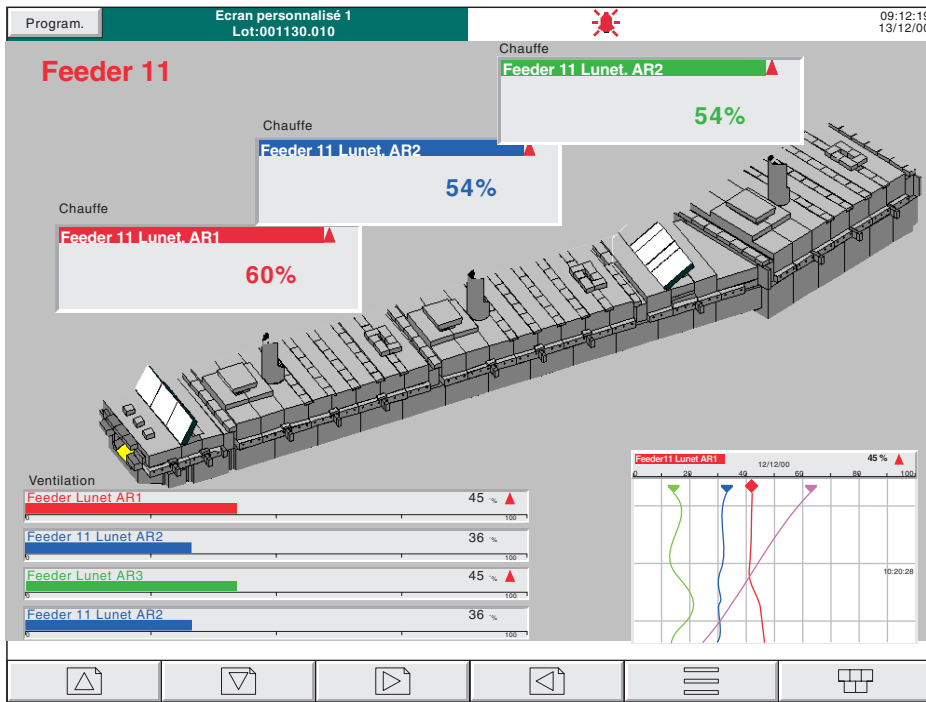 Program.
Ecran personnalisé 1
Lot:001130.010
09:12:19
13/12/00
Feeder 11
Chauffe
Feeder 11 Lunet. AR2
54%
Chauffe
Feeder 11 Lunet. AR2
54%
Chauffe
Feeder 11 Lunet. AR1
60%
Ventilation
Feeder Lunet AR1
45 %
0 100
Feeder 11 Lunet AR2
36 %
0 100
Feeder Lunet AR3
45 %
0 100
Feeder 11 Lunet AR2
36 %
0 100
Feeder11 Lunet AR1
12/12/00
45 %
0 20 40 60 80 100
10:20:28